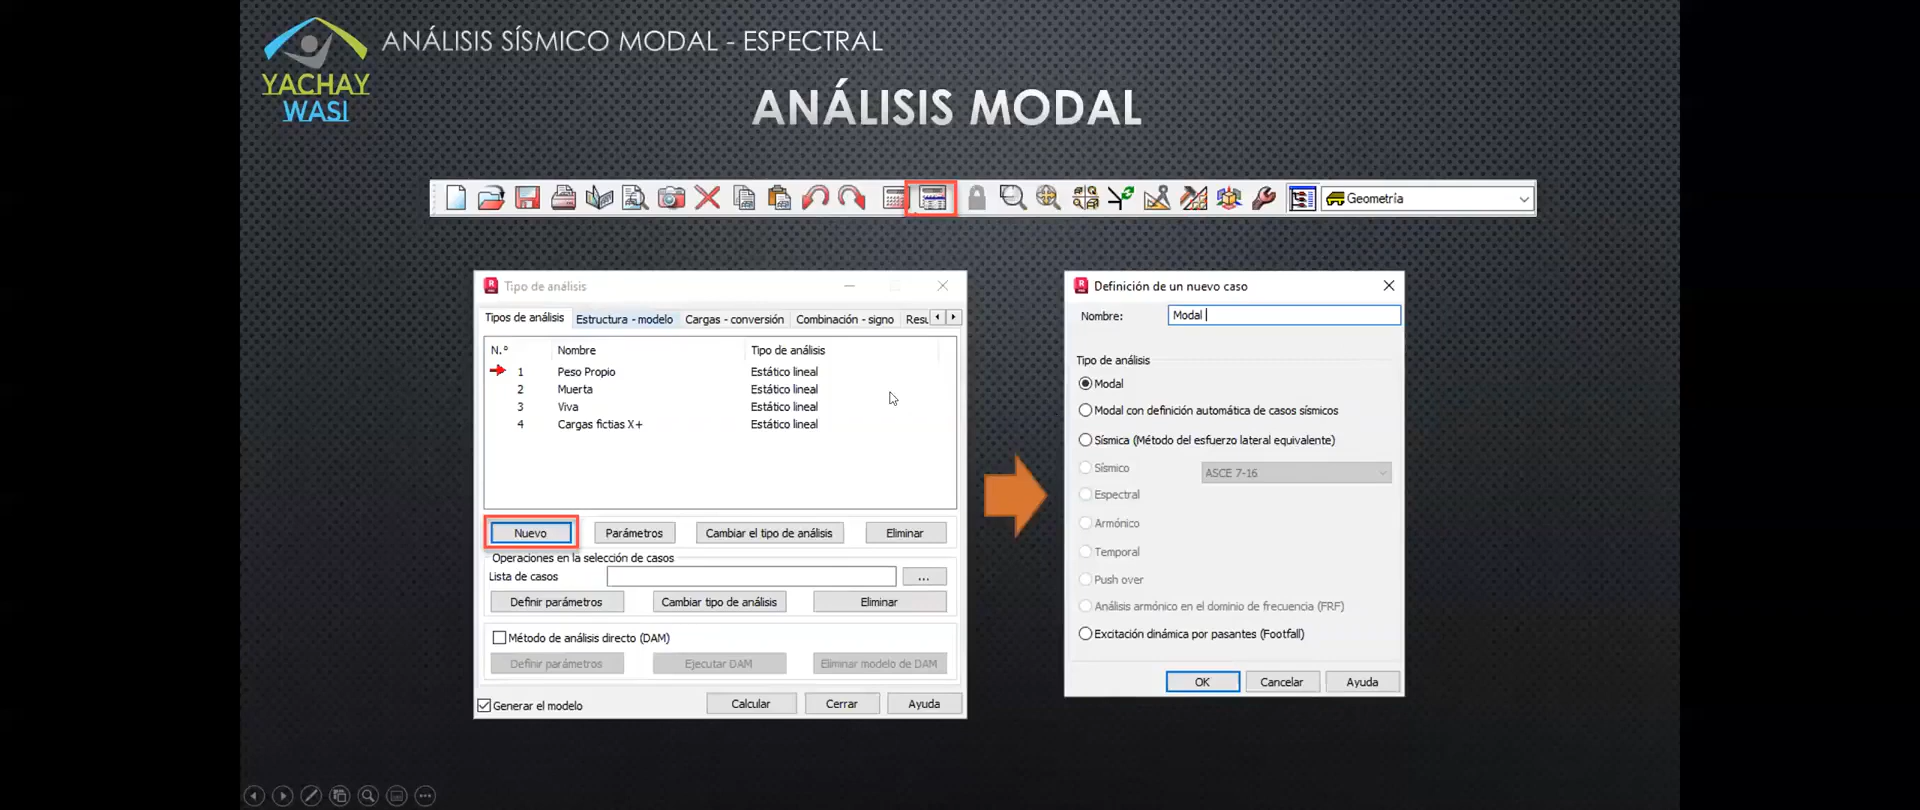 YACHAY
WASI
ANÁLISIS SÍSMICO MODAL - ESPECTRAL
ANÁLISIS MODAL
Geometría
Tipo de análisis
Tipos de análisis Estructura - modelo Cargas - conversión Combinación - signo Resu
N.º Nombre Tipo de análisis
1 Peso Propio Estático lineal
2 Muerta Estático lineal
3 Viva Estático lineal
4 Cargas fictias X+ Estático lineal
Nuevo Parámetros Cambiar el tipo de análisis Eliminar
Operaciones en la selección de casos
Lista de casos ...
Definir parámetros Cambiar tipo de análisis Eliminar
Método de análisis directo (DAM)
Definir parámetros Ejecutar DAM Eliminar modelo de DAM
Generar el modelo Calcular Cerrar Ayuda
Definición de un nuevo caso
Nombre: Modal
Tipo de análisis
Modal
Modal con definición automática de casos sísmicos
Sísmica (Método del esfuerzo lateral equivalente)
Sísmico ASCE 7-16
Espectral
Armónico
Temporal
Push over
Análisis armónico en el dominio de frecuencia (FRF)
Excitación dinámica por pasantes (Footfall)
OK Cancelar Ayuda